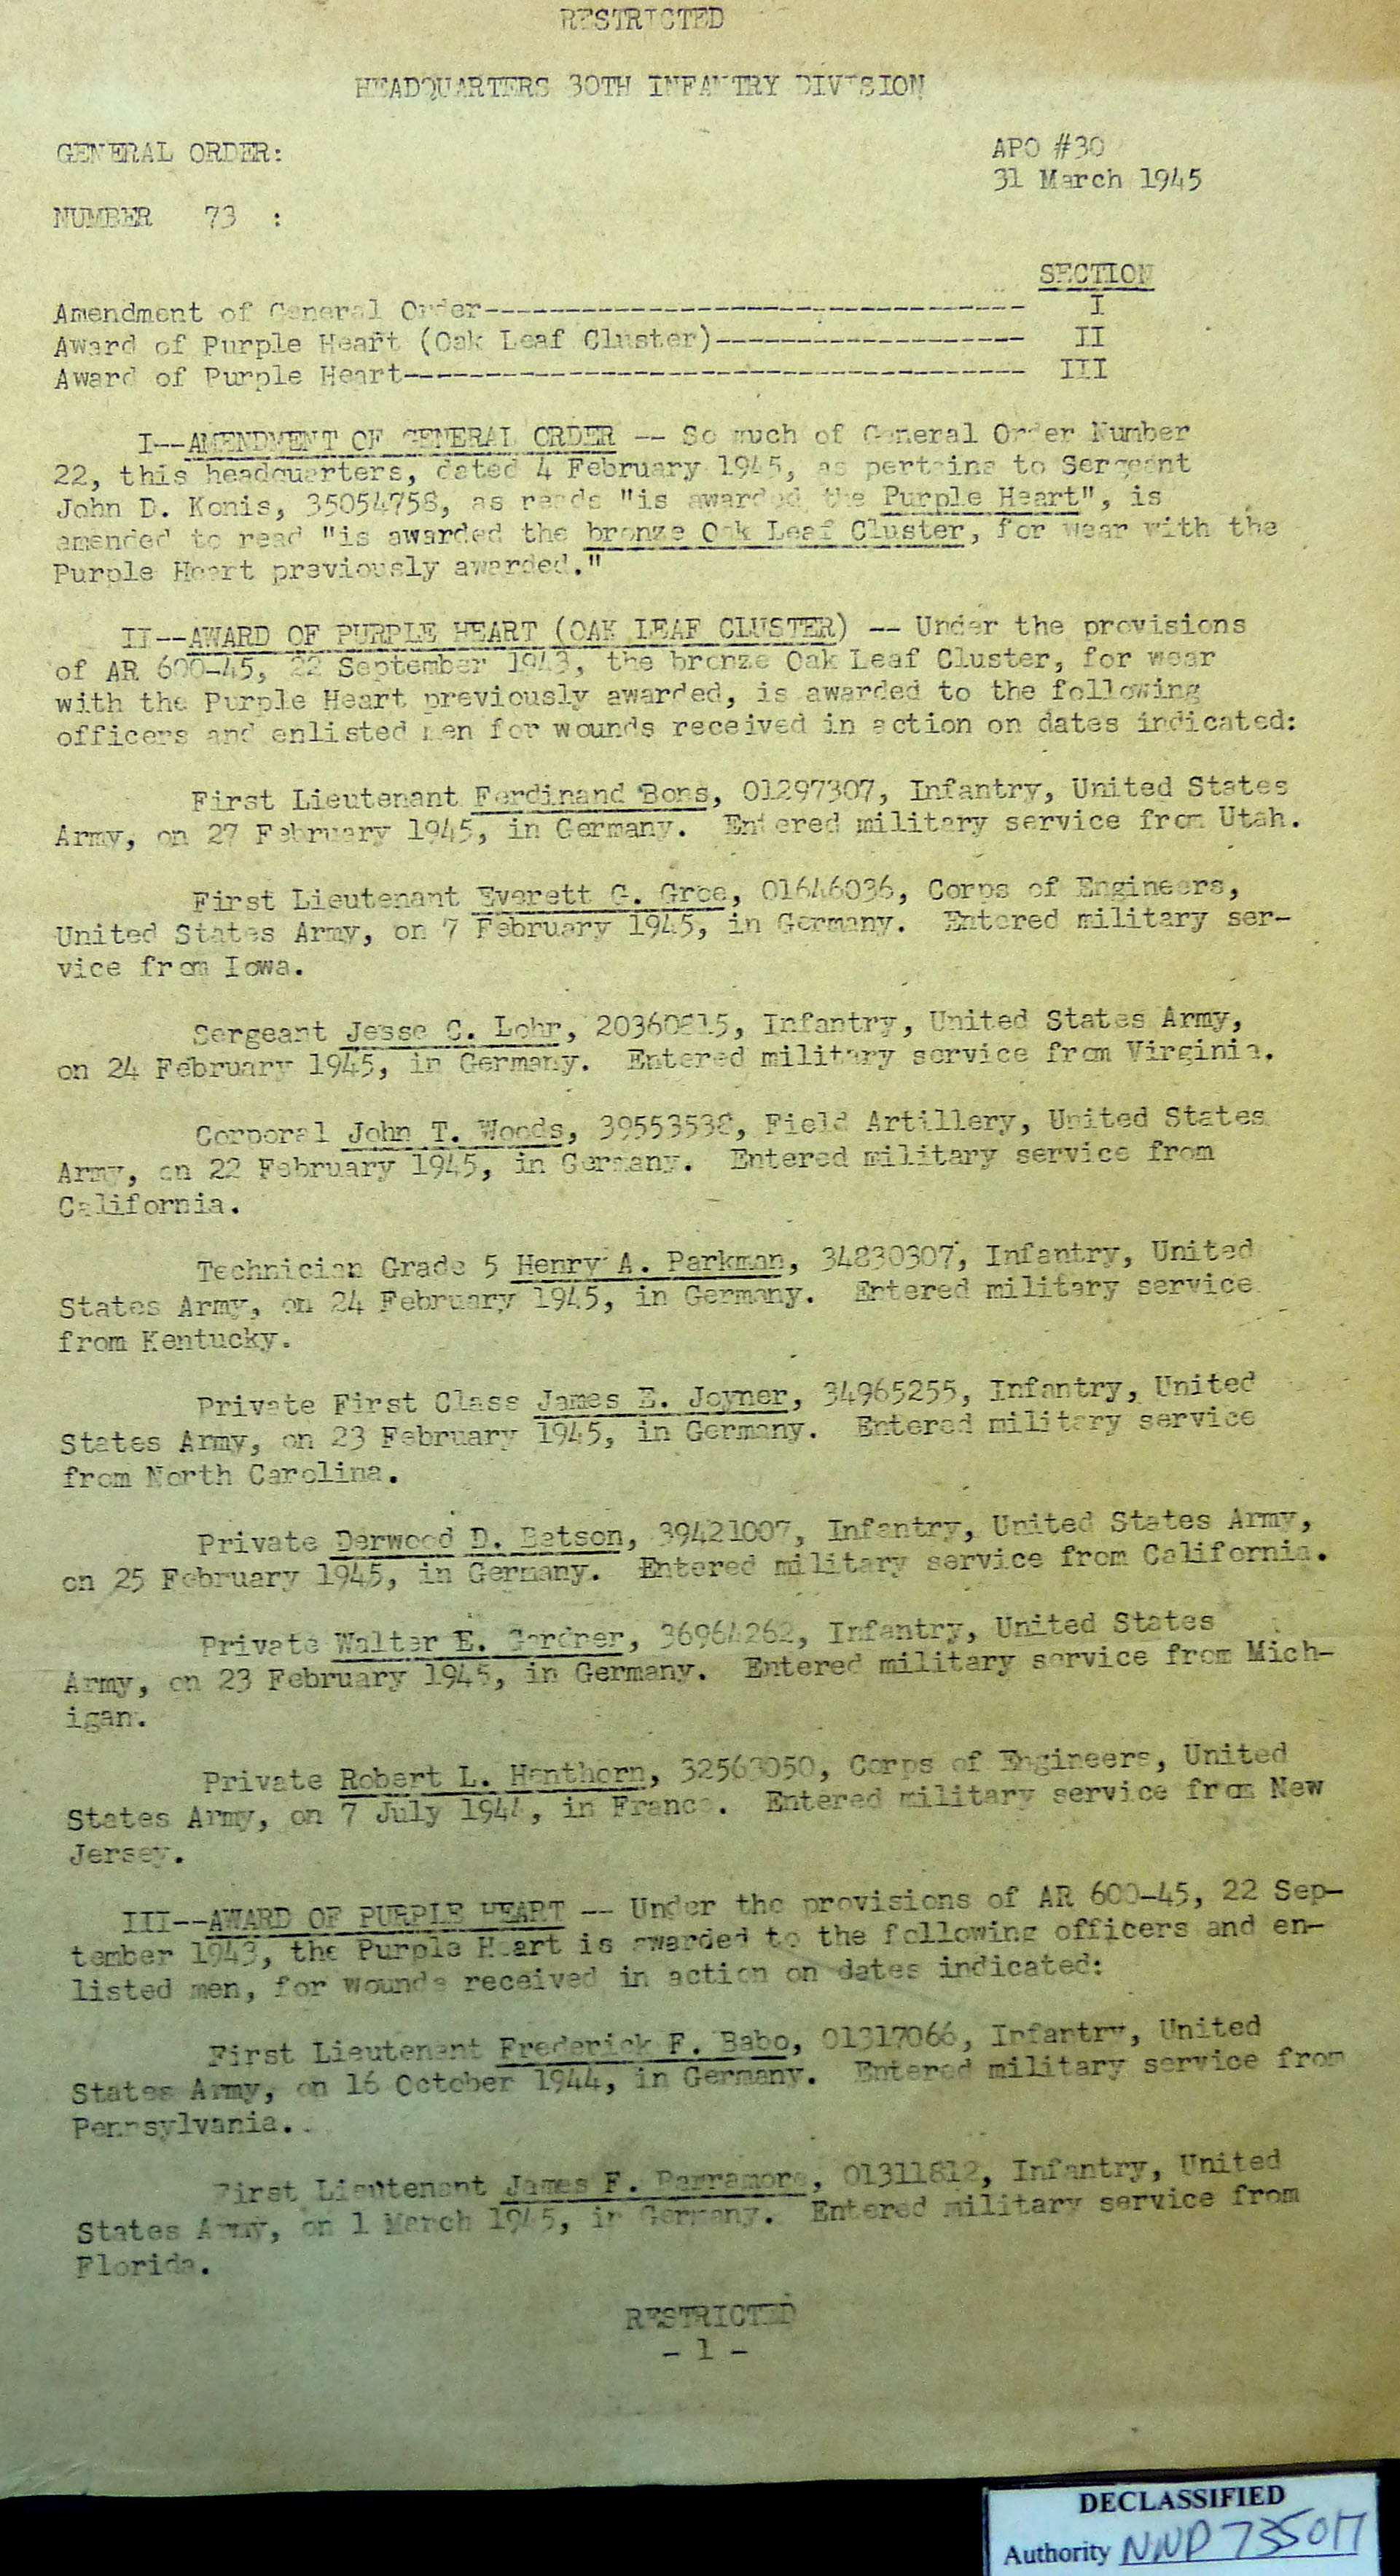 RESTRICTED
HEADQUARTERS 30TH INFANTRY DIVISION
GENERAL ORDER: APO #30
31 March 1945
NUMBER 73 :
SECTION
Amendment of General Order--------------------------------- I
Award of Purple Heart (Oak Leaf Cluster)------------------- II
Award of Purple Heart-------------------------------------- III
I--AMENDMENT OF GENERAL ORDER -- So much of General Order Number
22, this headquarters, dated 4 February 1945, as pertains to Sergeant
John D. Konis, 35054758, as reads "is awarded the Purple Heart", is
amended to read "is awarded the bronze Oak Leaf Cluster, for wear with the
Purple Heart previously awarded."
II--AWARD OF PURPLE HEART (OAK LEAF CLUSTER) -- Under the provisions
of AR 600-45, 22 September 1943, the bronze Oak Leaf Cluster, for wear
with the Purple Heart previously awarded, is awarded to the following
officers and enlisted men for wounds received in action on dates indicated:
First Lieutenant Ferdinand Bons, 01297307, Infantry, United States
Army, on 27 February 1945, in Germany. Entered military service from Utah.
First Lieutenant Everett G. Groe, 01646036, Corps of Engineers,
United States Army, on 7 February 1945, in Germany. Entered military ser-
vice from Iowa.
Sergeant Jesse C. Lohr, 20360815, Infantry, United States Army,
on 24 February 1945, in Germany. Entered military service from Virginia.
Corporal John T. Woods, 39553538, Field Artillery, United States
Army, on 22 February 1945, in Germany. Entered military service from
California.
Technician Grade 5 Henry A. Parkman, 34830307, Infantry, United
States Army, on 24 February 1945, in Germany. Entered military service
from Kentucky.
Private First Class James E. Joyner, 34965255, Infantry, United
States Army, on 23 February 1945, in Germany. Entered military service
from North Carolina.
Private Derwood D. Batson, 39421007, Infantry, United States Army,
on 25 February 1945, in Germany. Entered military service from California.
Private Walter E. Gardner, 36964262, Infantry, United States
Army, on 23 February 1945, in Germany. Entered military service from Mich-
igan.
Private Robert L. Hanthorn, 32563050, Corps of Engineers, United
States Army, on 7 July 1944, in France. Entered military service from New
Jersey.
III--AWARD OF PURPLE HEART -- Under the provisions of AR 600-45, 22 Sep-
tember 1943, the Purple Heart is awarded to the following officers and en-
listed men, for wounds received in action on dates indicated:
First Lieutenant Frederick F. Babo, 01317066, Infantry, United
States Army, on 16 October 1944, in Germany. Entered military service from
Pennsylvania.
First Lieutenant James F. Parramore, 01311812, Infantry, United
States Army, on 1 March 1945, in Germany. Entered military service from
Florida.
RESTRICTED
- 1 -
DECLASSIFIED
Authority NND 735017